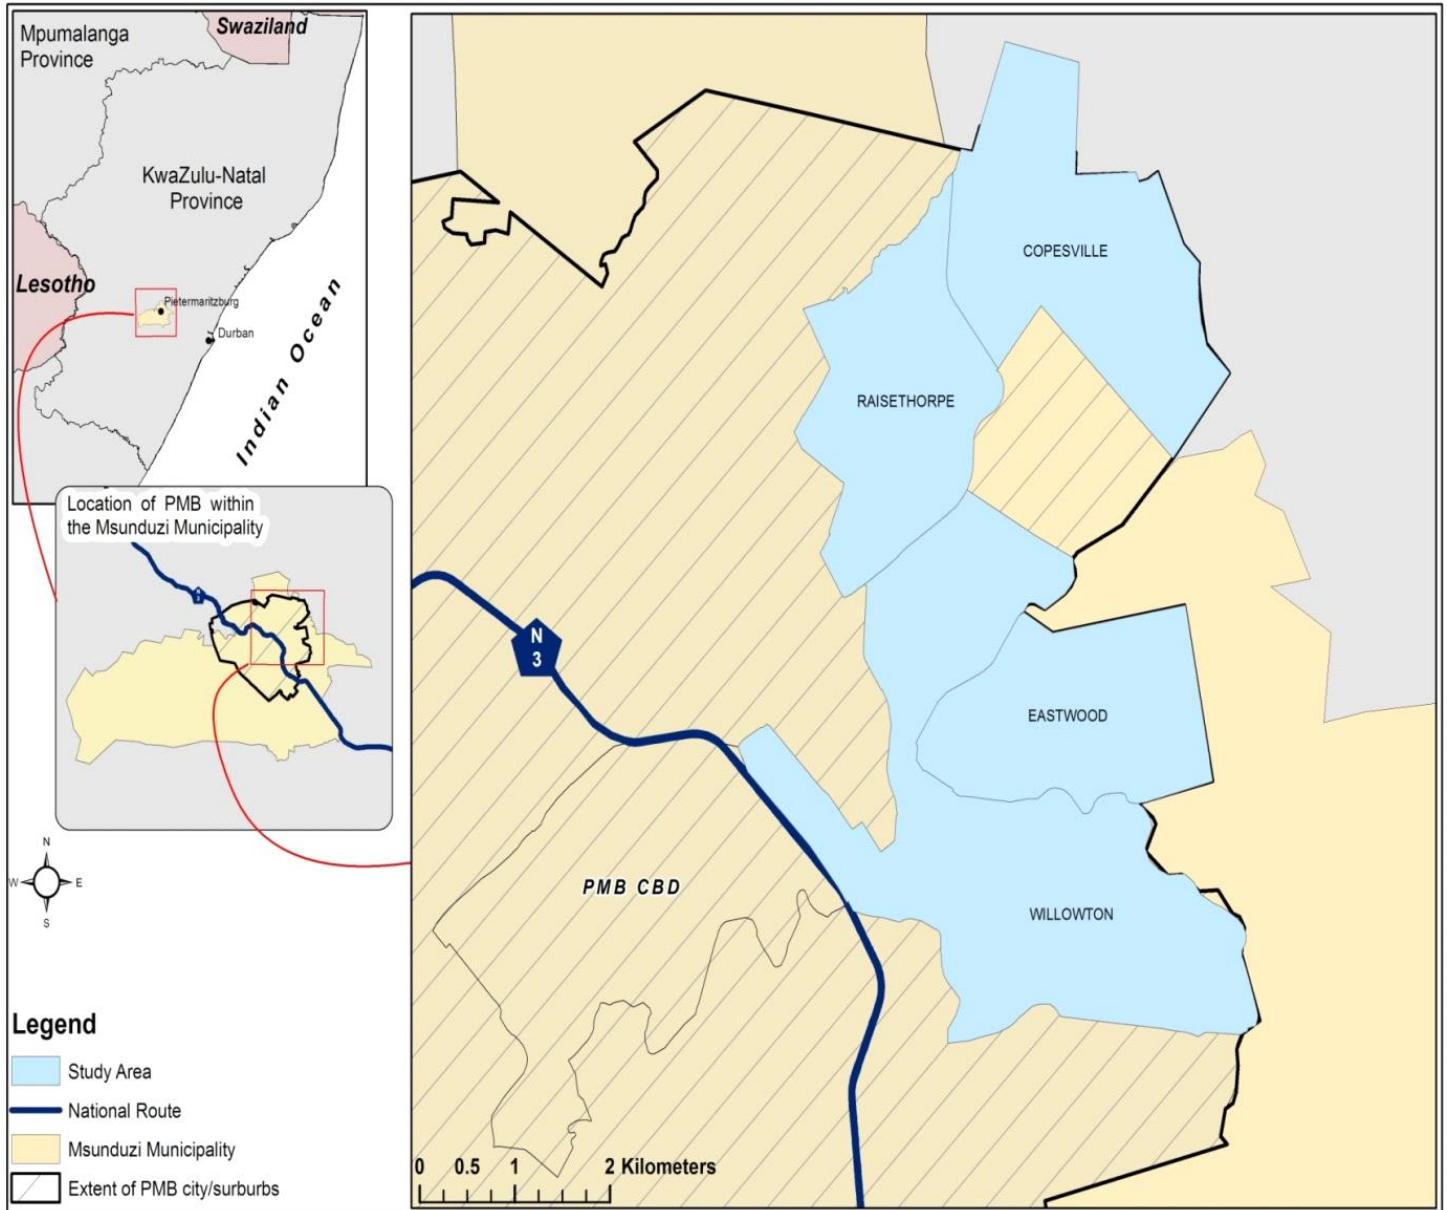 Mpumalanga
Province
Swaziland
KwaZulu-Natal
Province
Lesotho
Pietermaritzburg
Durban
Indian Ocean
Location of PMB within
the Msunduzi Municipality
N
3
N
W
E
S
COPESVILLE
RAISETHORPE
N
3
EASTWOOD
PMB CBD
WILLOWTON
Legend
Study Area
National Route
Msunduzi Municipality
Extent of PMB city/surburbs
0 0.5 1 2 Kilometers